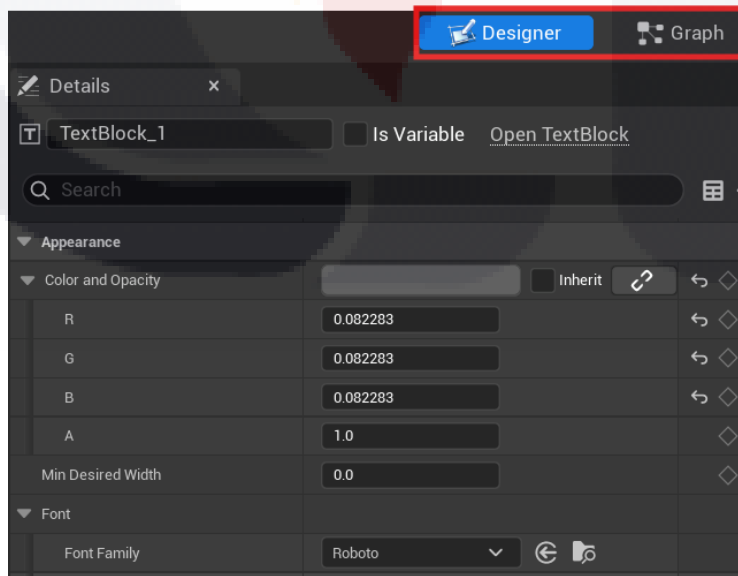 Designer Graph
Details ×
T TextBlock_1 Is Variable Open TextBlock
Search
Appearance
Color and Opacity Inherit
R 0.082283
G 0.082283
B 0.082283
A 1.0
Min Desired Width 0.0
Font
Font Family Roboto